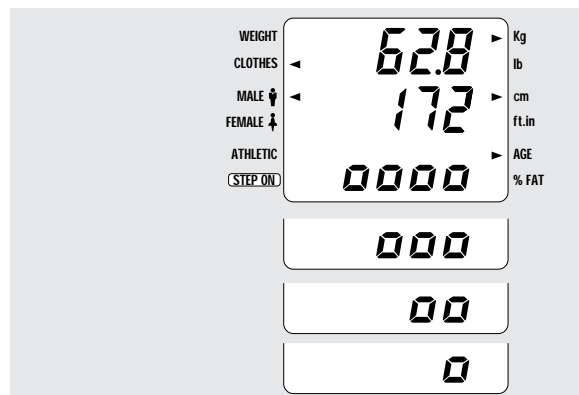 WEIGHT 62.8 Kg
CLOTHES lb
MALE 172 cm
FEMALE ft.in
ATHLETIC AGE
STEP ON 0000 % FAT
000
00
0